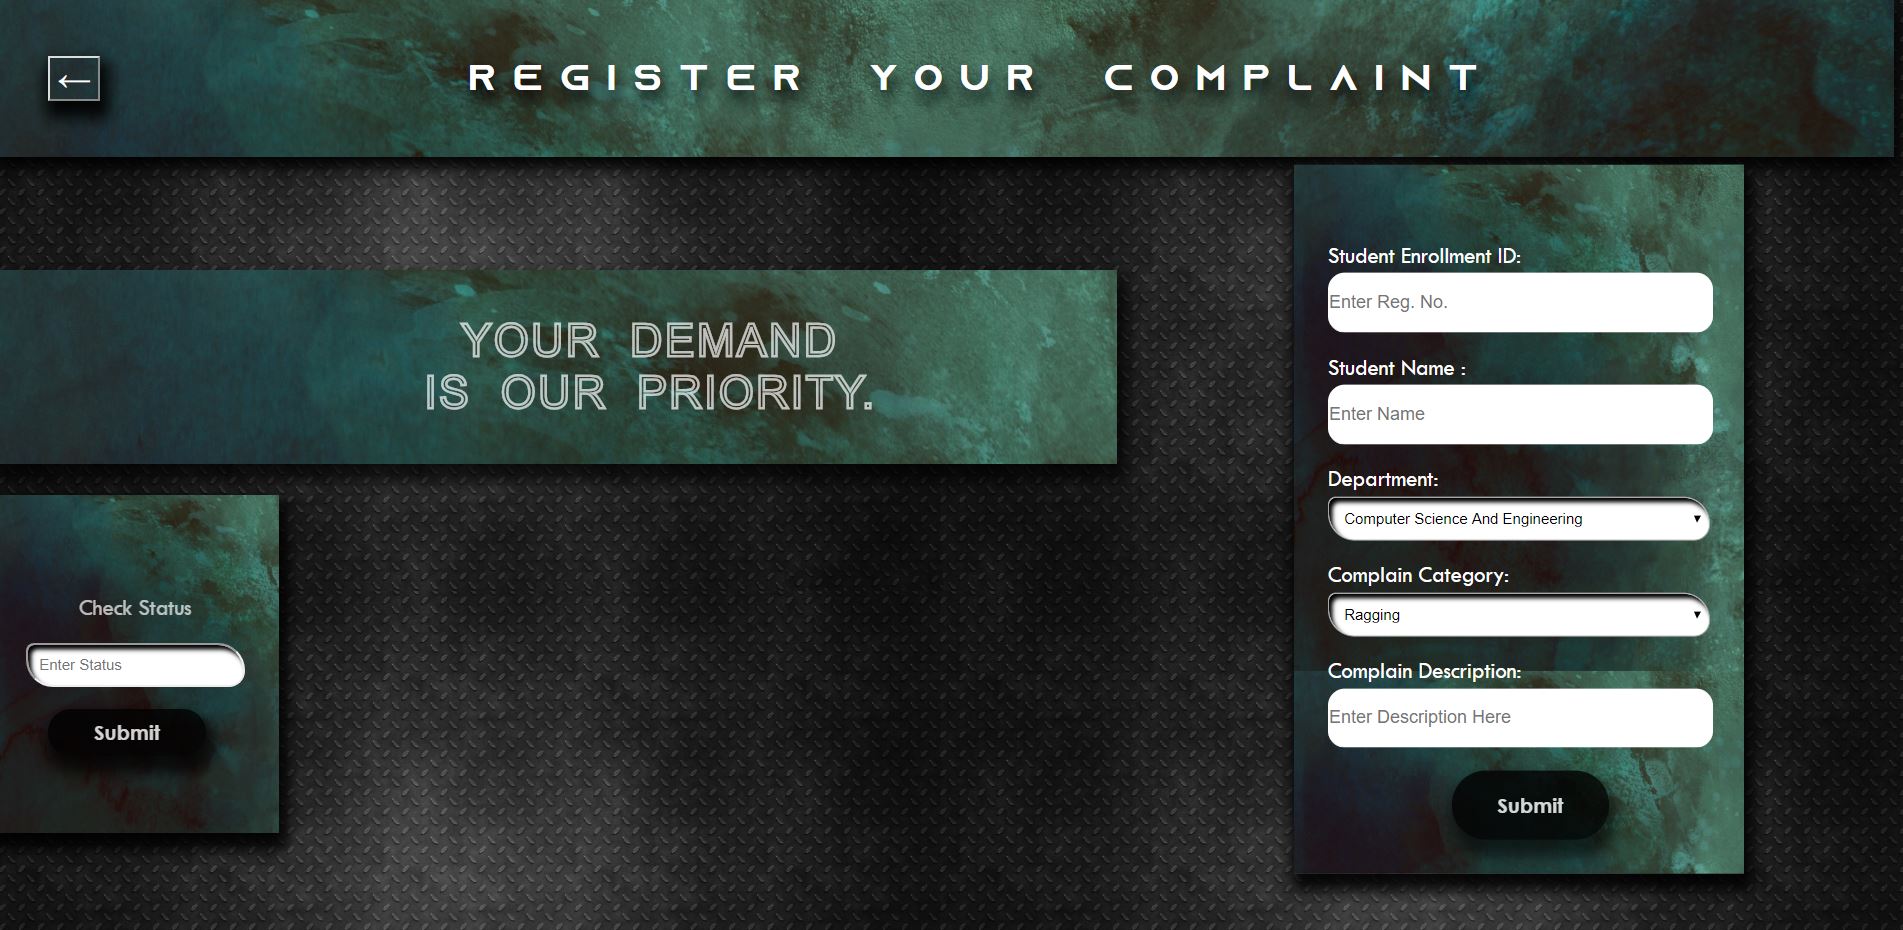 ←
REGISTER YOUR COMPLAINT
YOUR DEMAND
IS OUR PRIORITY.
Check Status
Enter Status
Submit
Student Enrollment ID:
Enter Reg. No.
Student Name :
Enter Name
Department:
Computer Science And Engineering
Complain Category:
Ragging
Complain Description:
Enter Description Here
Submit